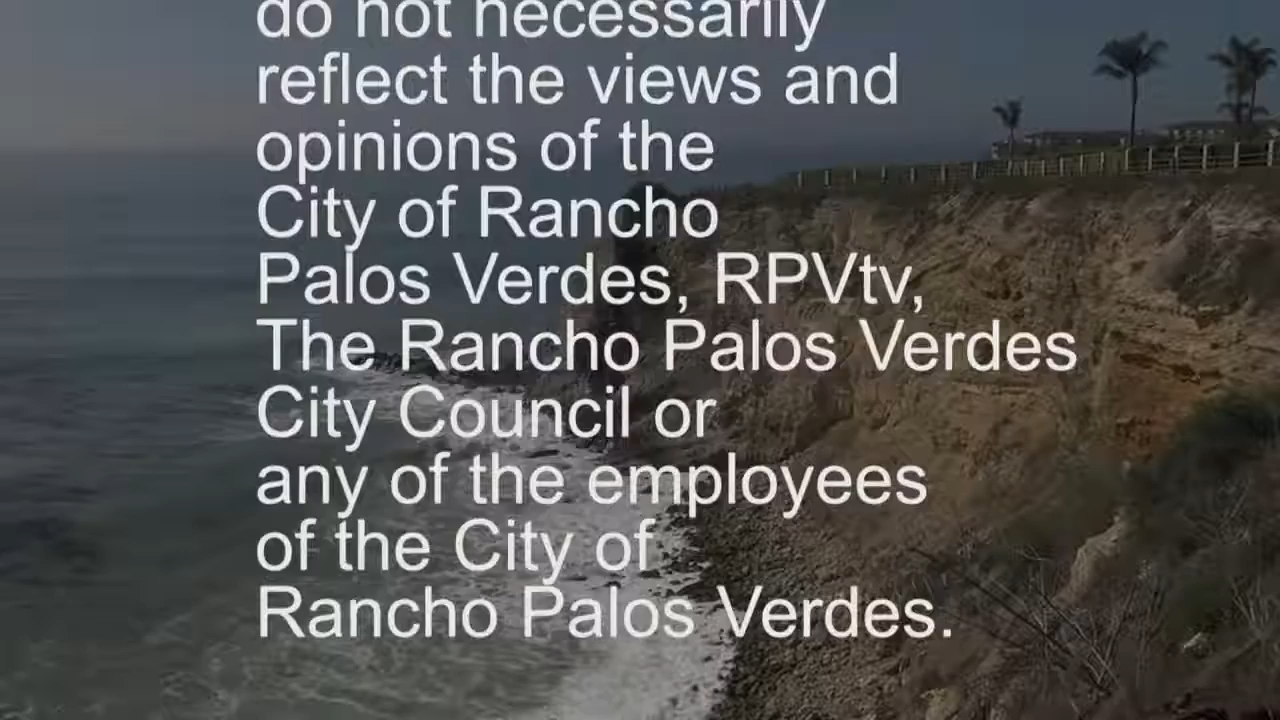 do not necessarily
reflect the views and
opinions of the
City of Rancho
Palos Verdes, RPVtv,
The Rancho Palos Verdes
City Council or
any of the employees
of the City of
Rancho Palos Verdes.